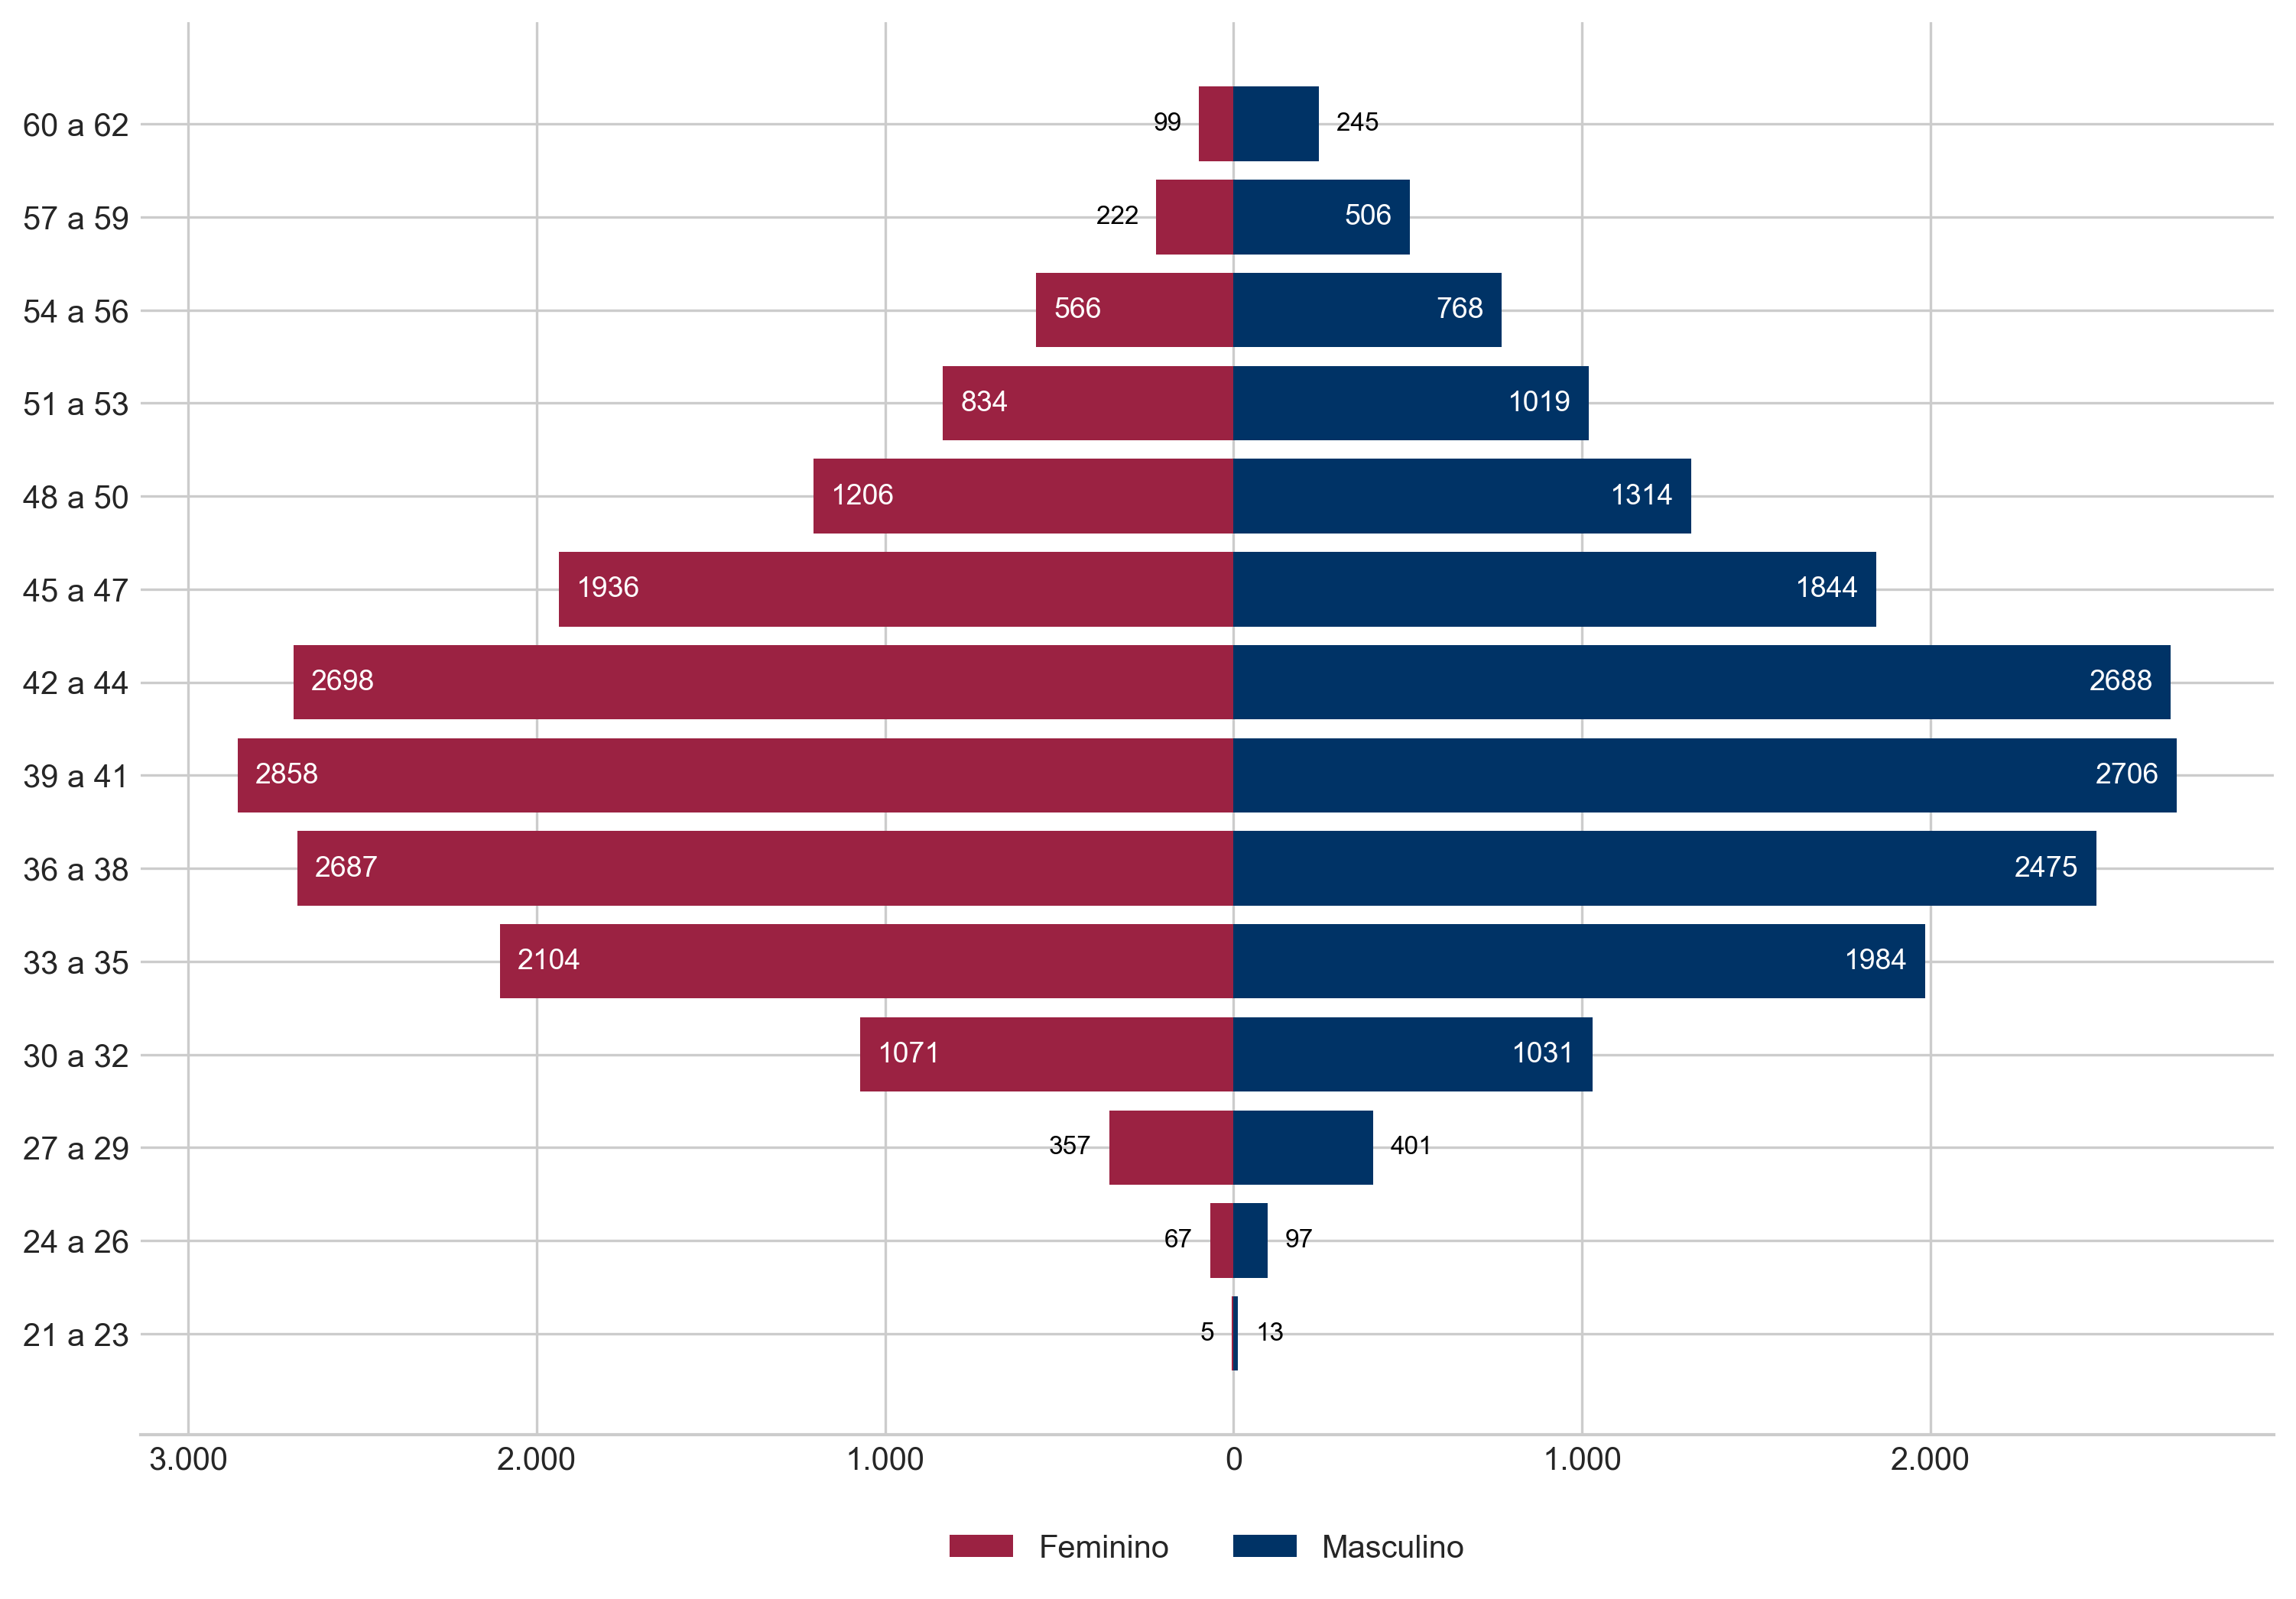 60 a 62 99 245
57 a 59 222 506
54 a 56 566 768
51 a 53 834 1019
48 a 50 1206 1314
45 a 47 1936 1844
42 a 44 2698 2688
39 a 41 2858 2706
36 a 38 2687 2475
33 a 35 2104 1984
30 a 32 1071 1031
27 a 29 357 401
24 a 26 67 97
21 a 23 5 13
3.000 2.000 1.000 0 1.000 2.000
Feminino Masculino